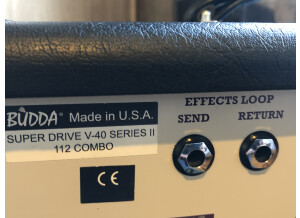 BUDDA® Made in U.S.A.
SUPER DRIVE V-40 SERIES II
112 COMBO
EFFECTS LOOP
SEND RETURN
CE